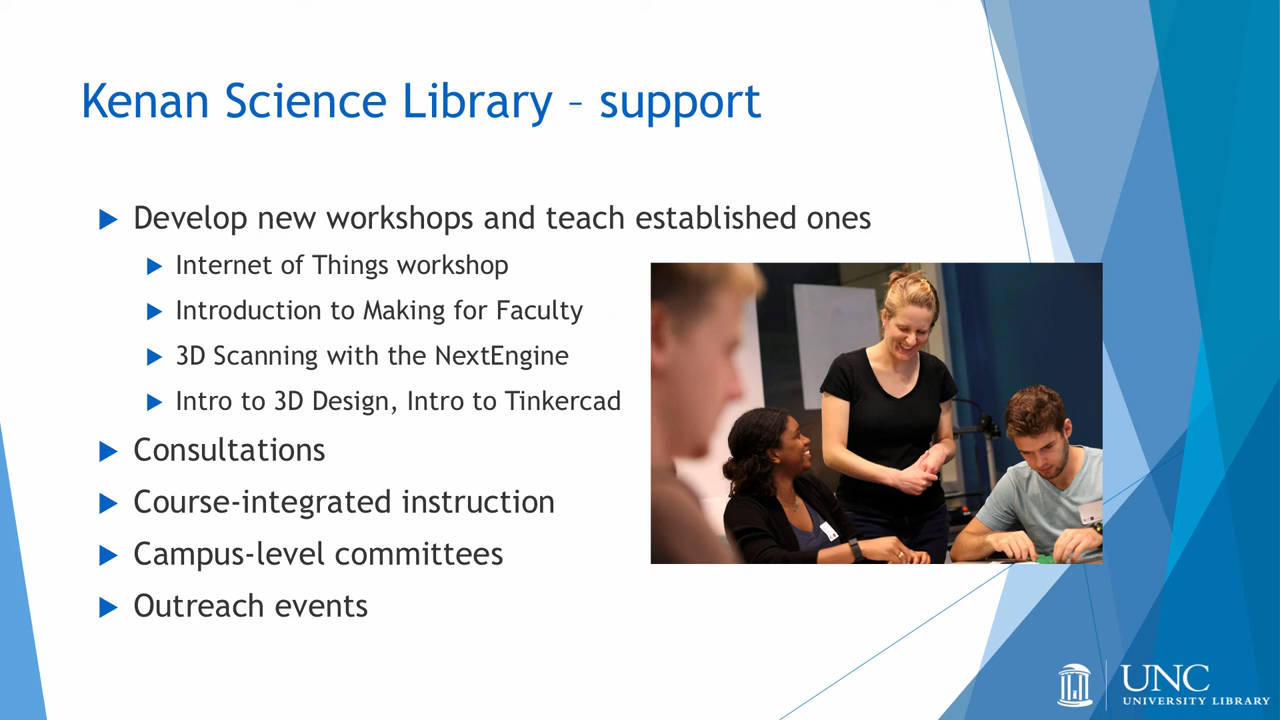 Kenan Science Library – support
Develop new workshops and teach established ones
Internet of Things workshop
Introduction to Making for Faculty
3D Scanning with the NextEngine
Intro to 3D Design, Intro to Tinkercad
Consultations
Course-integrated instruction
Campus-level committees
Outreach events
UNC
UNIVERSITY LIBRARY